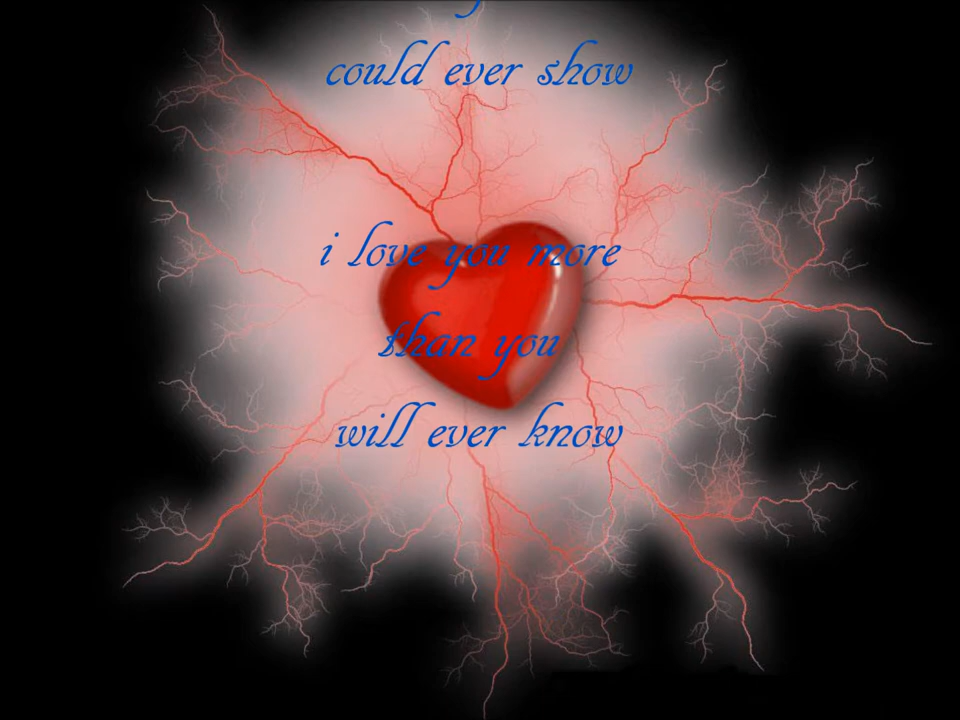 could ever show
i love you more
than you
will ever know